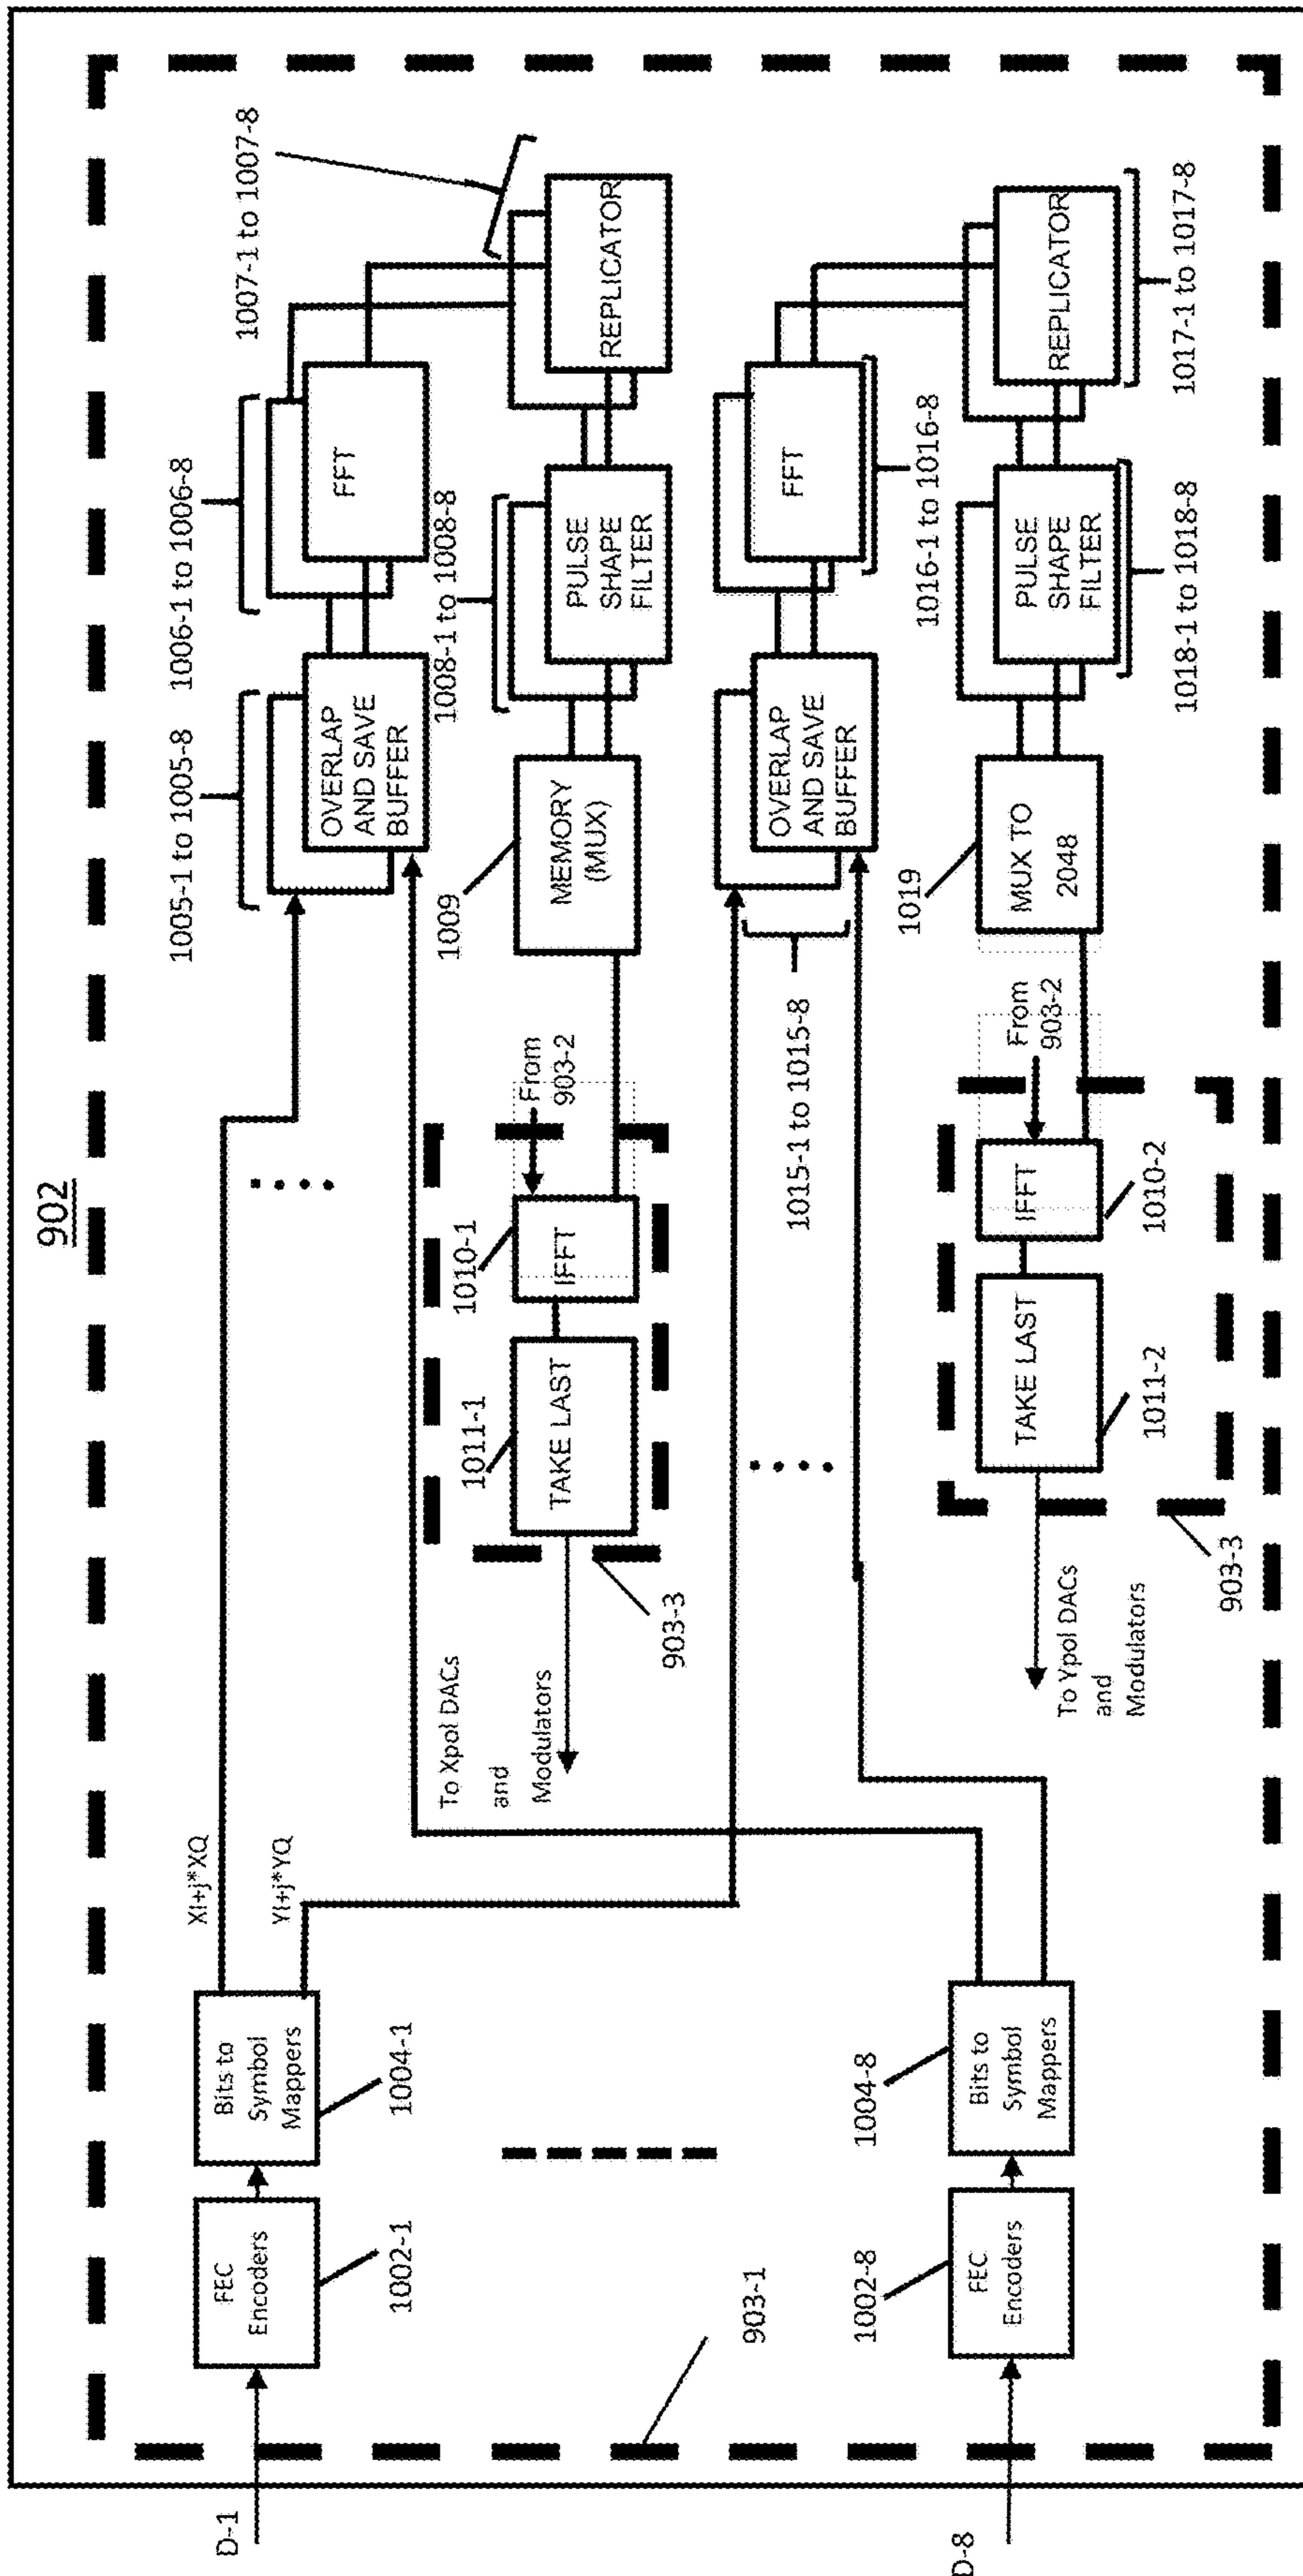 902
D-1
FEC
Encoders
1002-1
Bits to
Symbol
Mappers
1004-1
XI+j*XQ
YI+j*YQ
1005-1 to 1005-8
OVERLAP
AND SAVE
BUFFER
1006-1 to 1006-8
FFT
1007-1 to 1007-8
REPLICATOR
1008-1 to 1008-8
PULSE
SHAPE
FILTER
1009
MEMORY
(MUX)
From
903-2
1010-1
IFFT
1011-1
TAKE LAST
903-3
To Xpol DACs
and
Modulators
1015-1 to 1015-8
OVERLAP
AND SAVE
BUFFER
FFT
1016-1 to 1016-8
REPLICATOR
1017-1 to 1017-8
PULSE
SHAPE
FILTER
1018-1 to 1018-8
1019
MUX TO
2048
From
903-2
IFFT
1010-2
TAKE LAST
1011-2
903-3
To Ypol DACs
and
Modulators
D-8
FEC
Encoders
1002-8
Bits to
Symbol
Mappers
1004-8
903-1